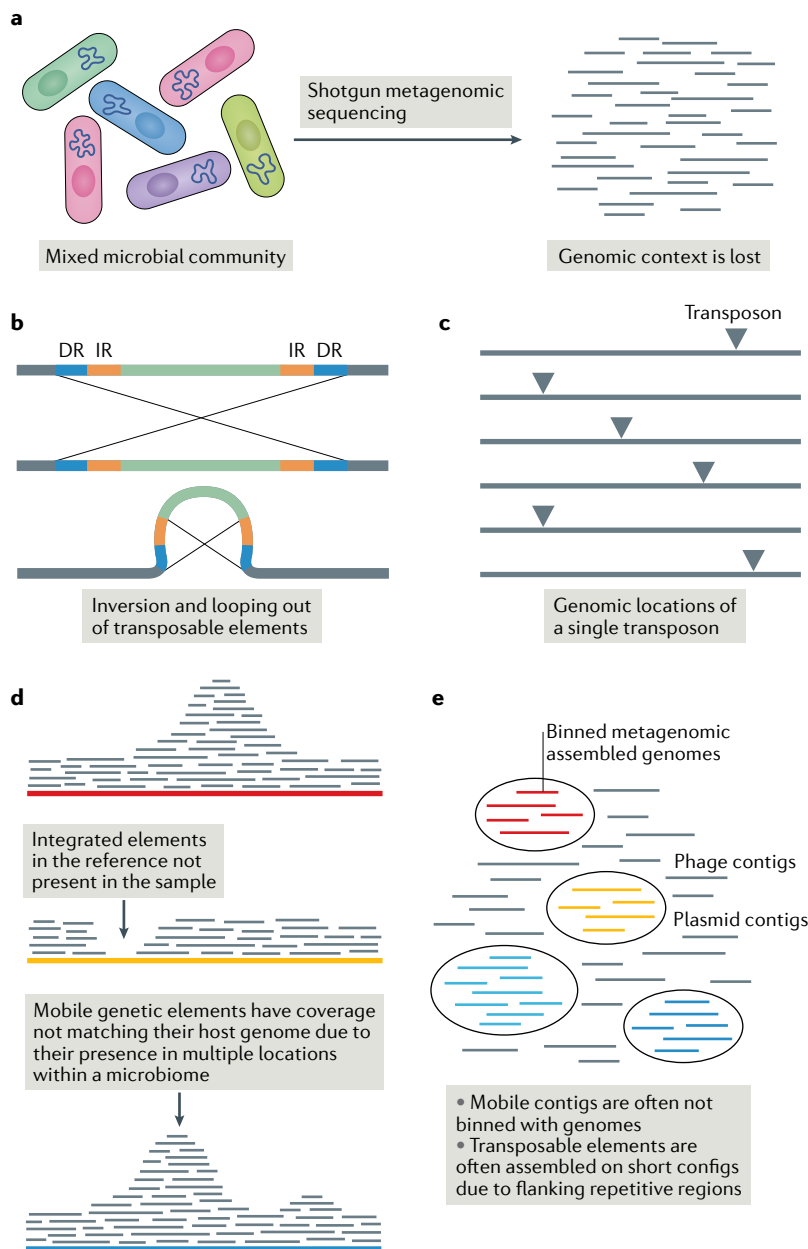 a
Shotgun metagenomic
sequencing
Mixed microbial community
Genomic context is lost
b
DR IR IR DR
Inversion and looping out
of transposable elements
c
Transposon
Genomic locations of
a single transposon
d
Integrated elements
in the reference not
present in the sample
Mobile genetic elements have coverage
not matching their host genome due to
their presence in multiple locations
within a microbiome
e
Binned metagenomic
assembled genomes
Phage contigs
Plasmid contigs
• Mobile contigs are often not
binned with genomes
• Transposable elements are
often assembled on short configs
due to flanking repetitive regions